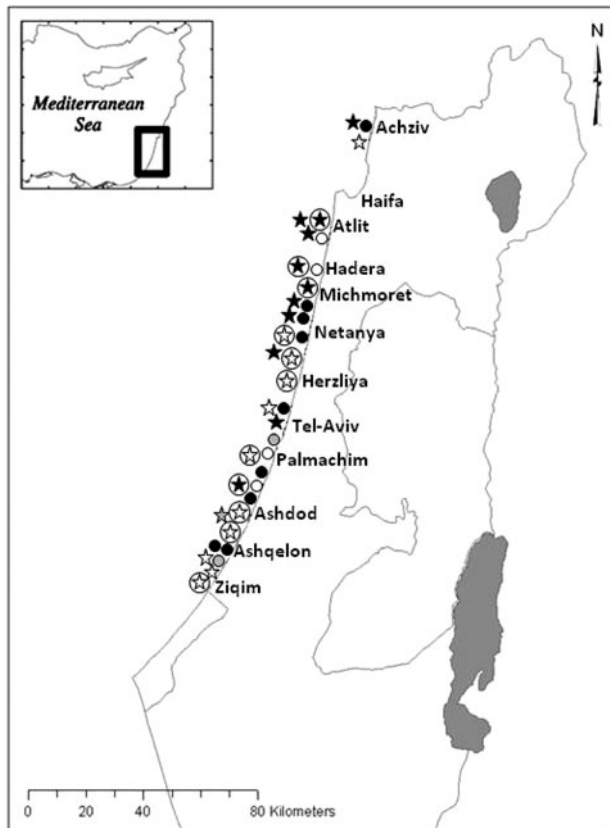 Mediterranean
Sea
N
Achziv
Haifa
Atlit
Hadera
Michmoret
Netanya
Herzliya
Tel-Aviv
Palmachim
Ashdod
Ashqelon
Ziqim
0 20 40 80 Kilometers